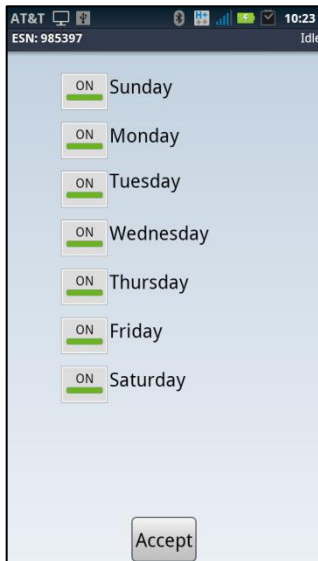 AT&T 10:23
ESN: 985397 Idle
ON Sunday
ON Monday
ON Tuesday
ON Wednesday
ON Thursday
ON Friday
ON Saturday
Accept